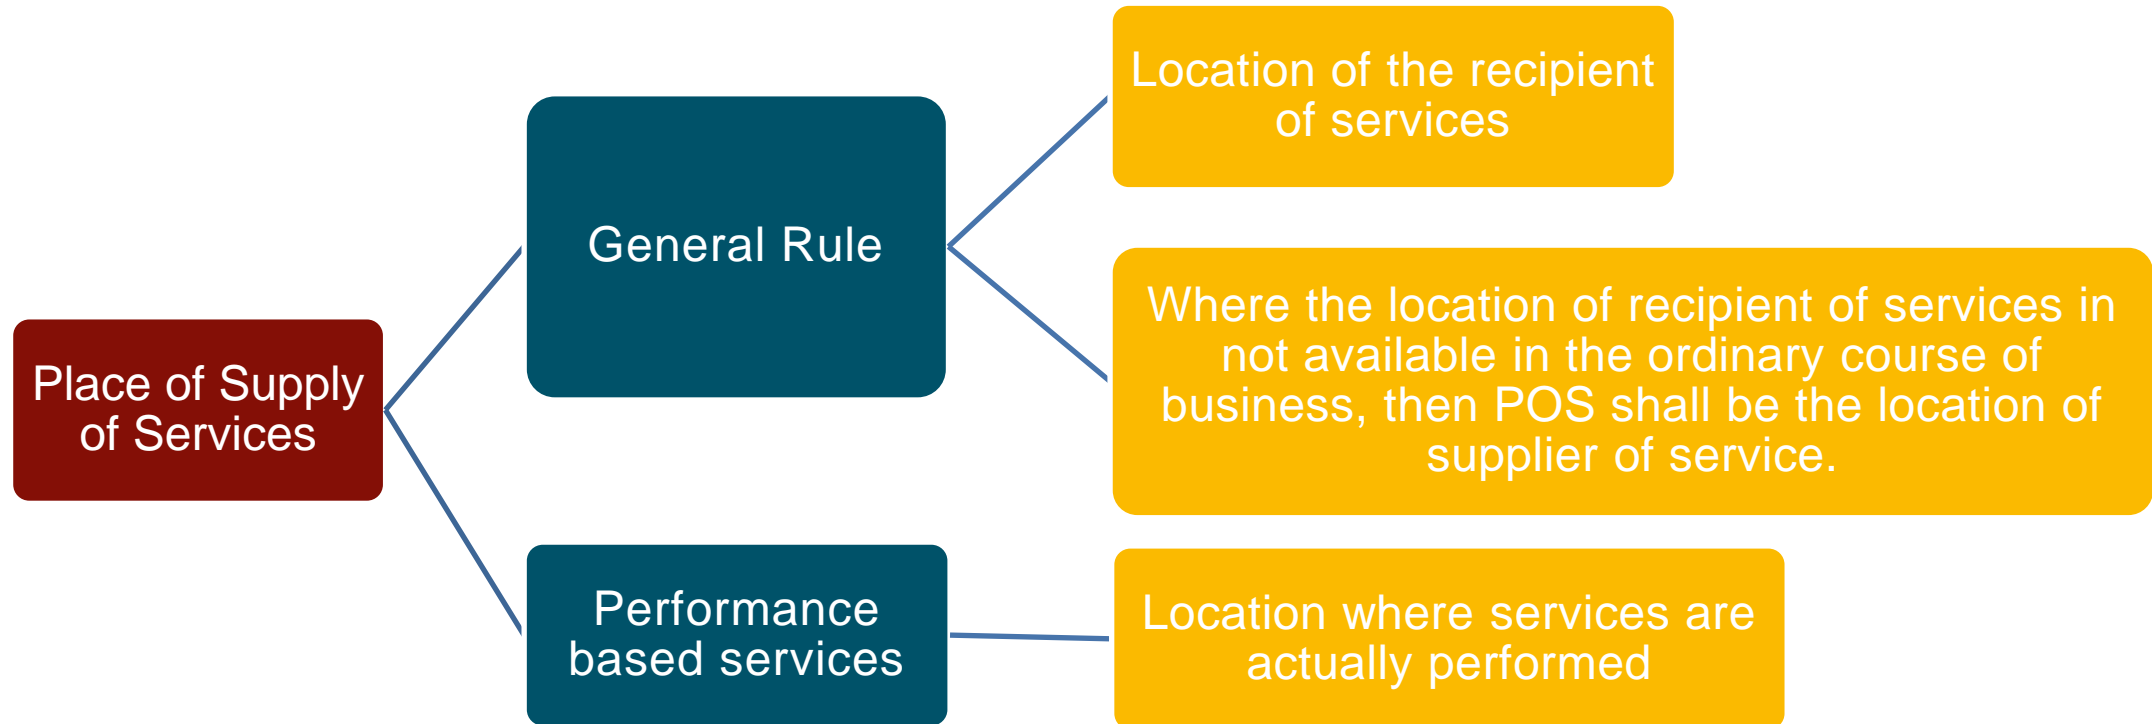 Place of Supply
of Services
General Rule
Location of the recipient
of services
Where the location of recipient of services in
not available in the ordinary course of
business, then POS shall be the location of
supplier of service.
Performance
based services
Location where services are
actually performed